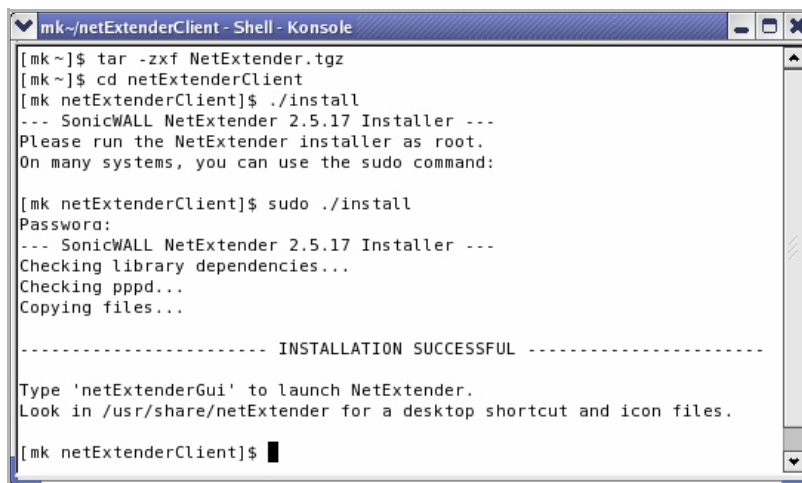 mk~/netExtenderClient - Shell - Konsole
[mk ~]$ tar -zxf NetExtender.tgz
[mk ~]$ cd netExtenderClient
[mk netExtenderClient]$ ./install
--- SonicWALL NetExtender 2.5.17 Installer ---
Please run the NetExtender installer as root.
On many systems, you can use the sudo command:
[mk netExtenderClient]$ sudo ./install
Password:
--- SonicWALL NetExtender 2.5.17 Installer ---
Checking library dependencies...
Checking pppd...
Copying files...
------------------------ INSTALLATION SUCCESSFUL -----------------------
Type 'netExtenderGui' to launch NetExtender.
Look in /usr/share/netExtender for a desktop shortcut and icon files.
[mk netExtenderClient]$